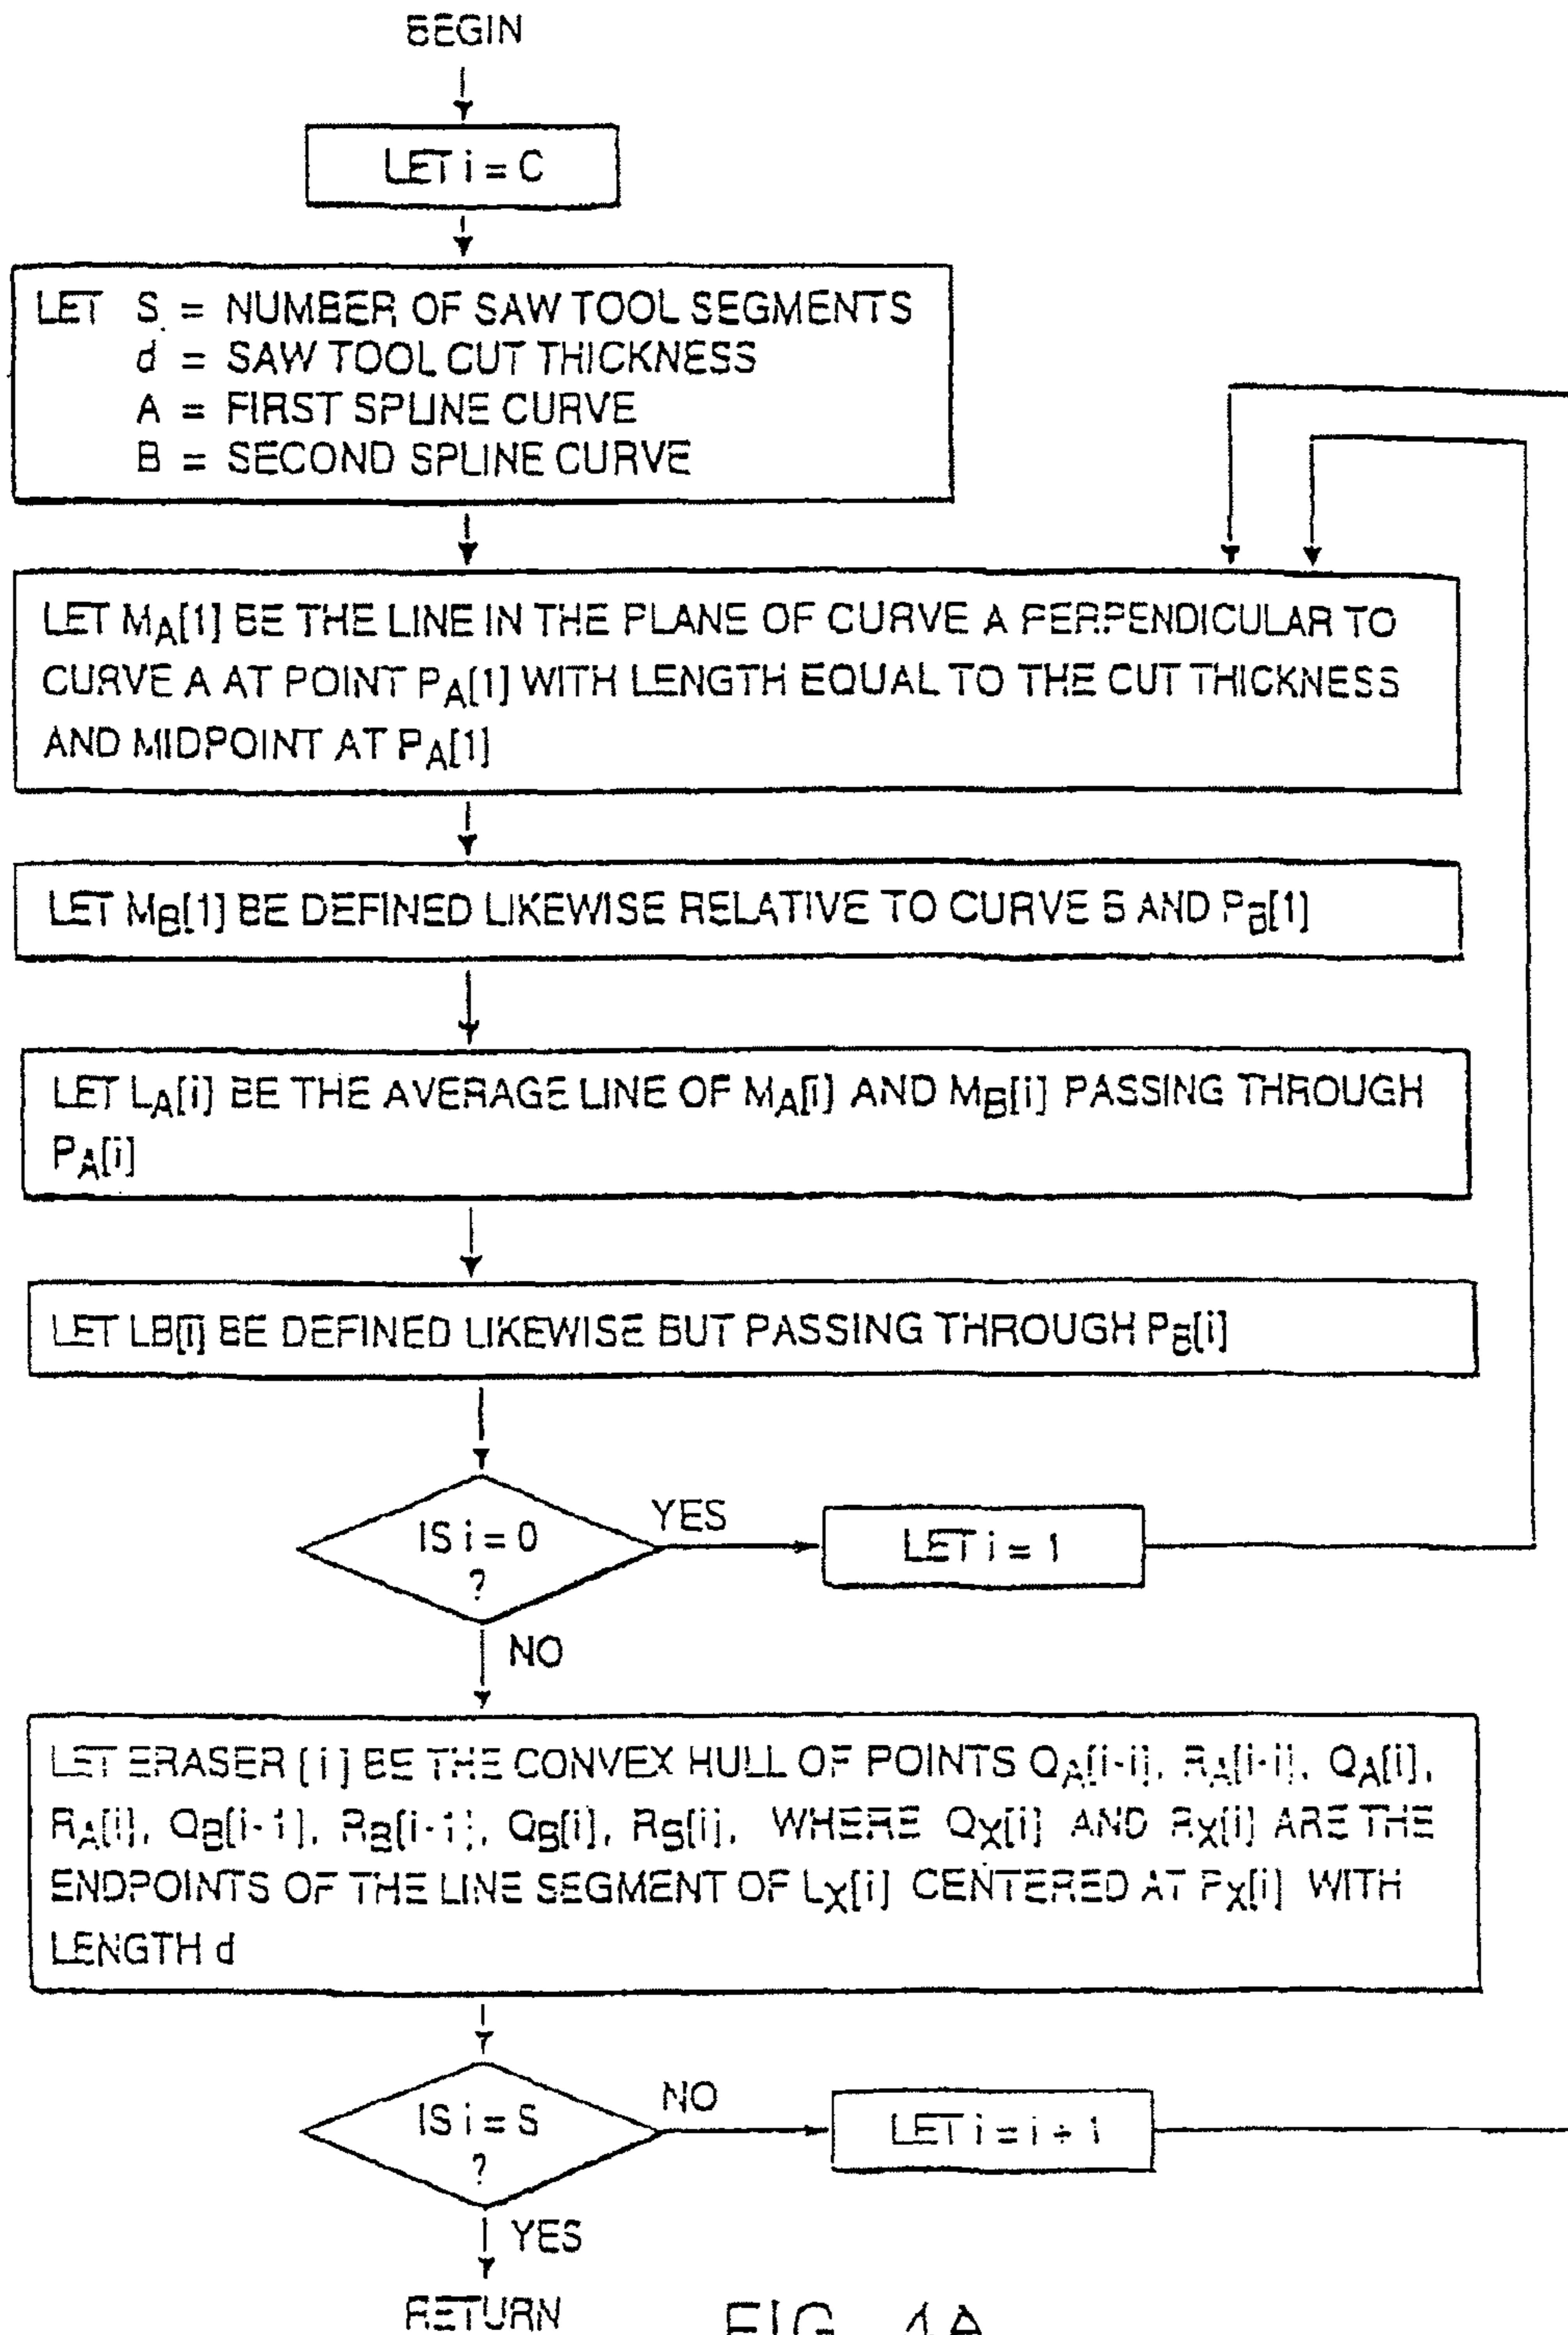 BEGIN
LET i = C
LET S = NUMBER OF SAW TOOL SEGMENTS
d = SAW TOOL CUT THICKNESS
A = FIRST SPLINE CURVE
B = SECOND SPLINE CURVE
LET MA[1] BE THE LINE IN THE PLANE OF CURVE A PERPENDICULAR TO
CURVE A AT POINT PA[1] WITH LENGTH EQUAL TO THE CUT THICKNESS
AND MIDPOINT AT PA[1]
LET MB[1] BE DEFINED LIKEWISE RELATIVE TO CURVE B AND PB[1]
LET LA[i] BE THE AVERAGE LINE OF MA[i] AND MB[i] PASSING THROUGH
PA[i]
LET LB[i] BE DEFINED LIKEWISE BUT PASSING THROUGH PB[i]
IS i = 0
?
YES
LET i = 1
NO
LET ERASER [ i ] BE THE CONVEX HULL OF POINTS QA[i-i], RA[i-i], QA[i],
RA[i], QB[i-1], RB[i-1], QB[i], RB[i], WHERE QX[i] AND RX[i] ARE THE
ENDPOINTS OF THE LINE SEGMENT OF LX[i] CENTERED AT PX[i] WITH
LENGTH d
IS i = S
?
NO
LET i = i + 1
YES
RETURN
FIG. 4A